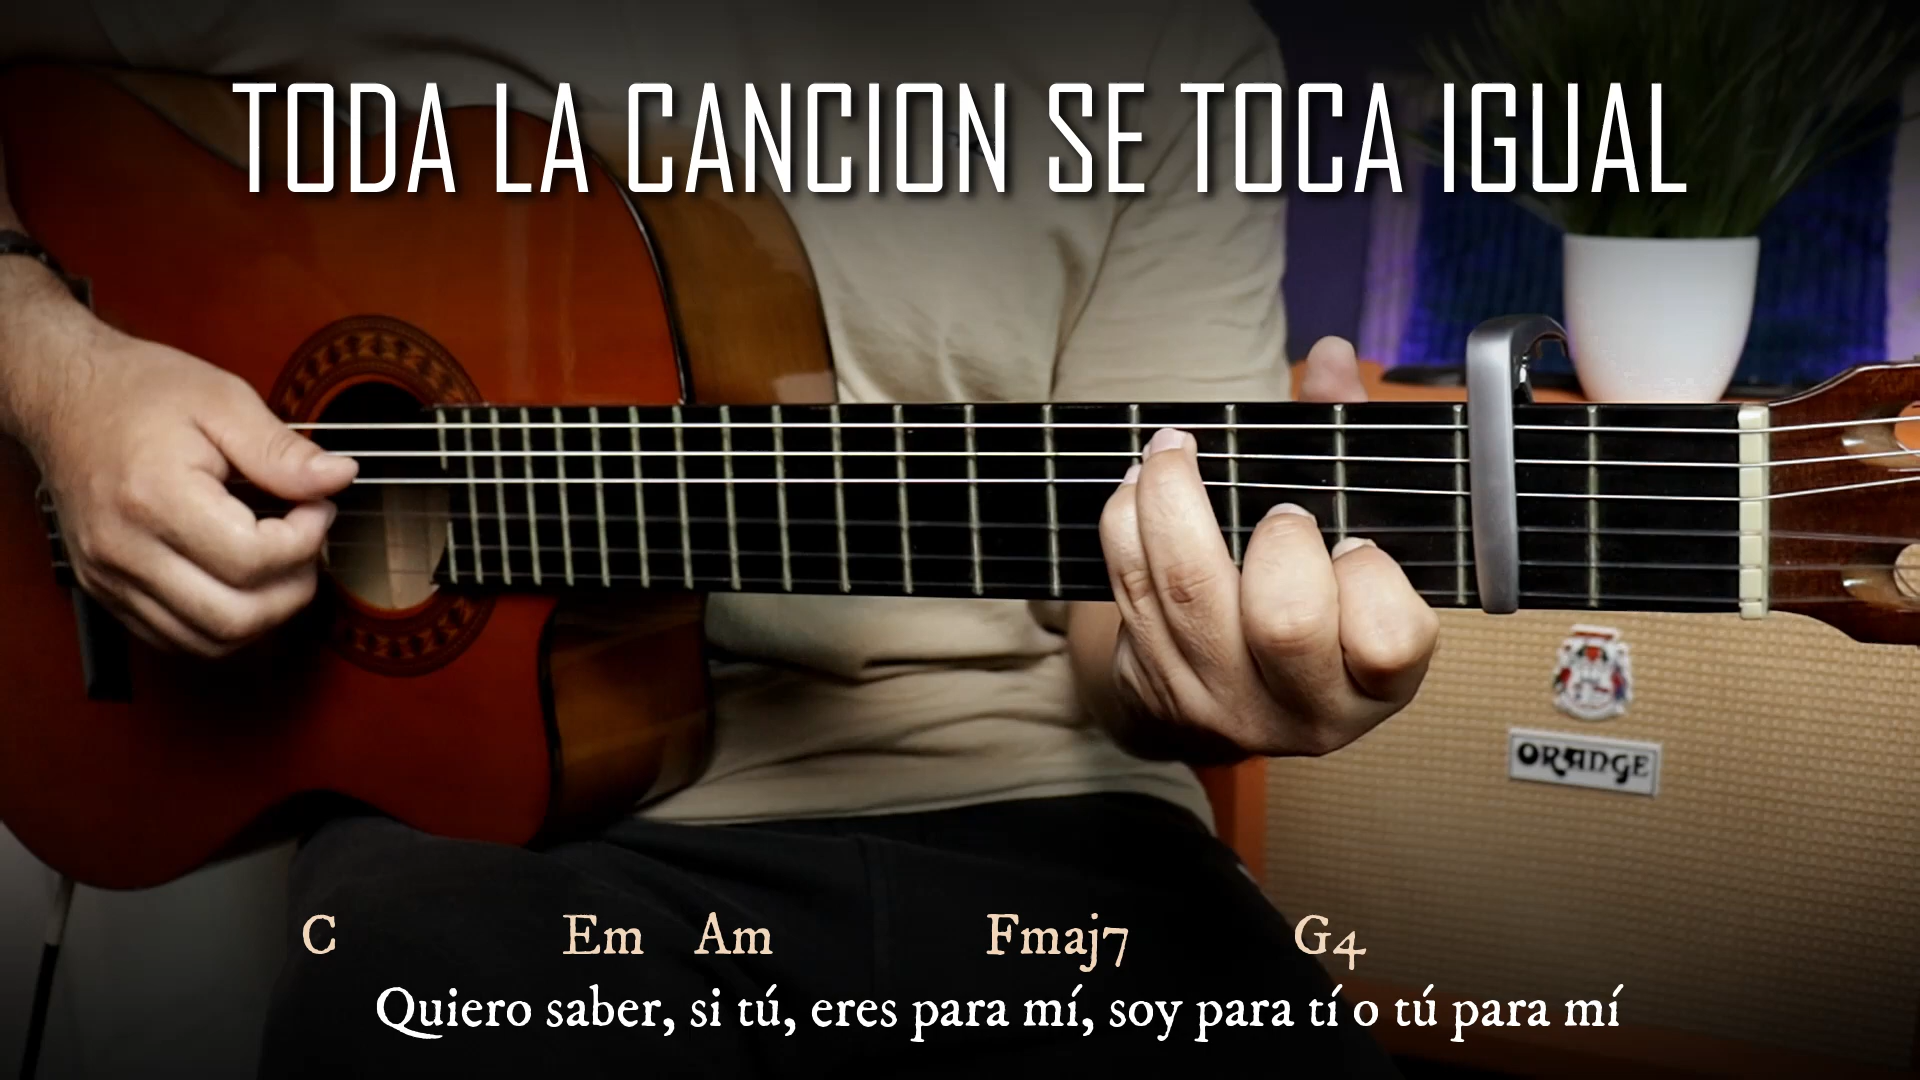 TODA LA CANCION SE TOCA IGUAL
ORANGE
C Em Am Fmaj7 G4
Quiero saber, si tú, eres para mí, soy para tí o tú para mí